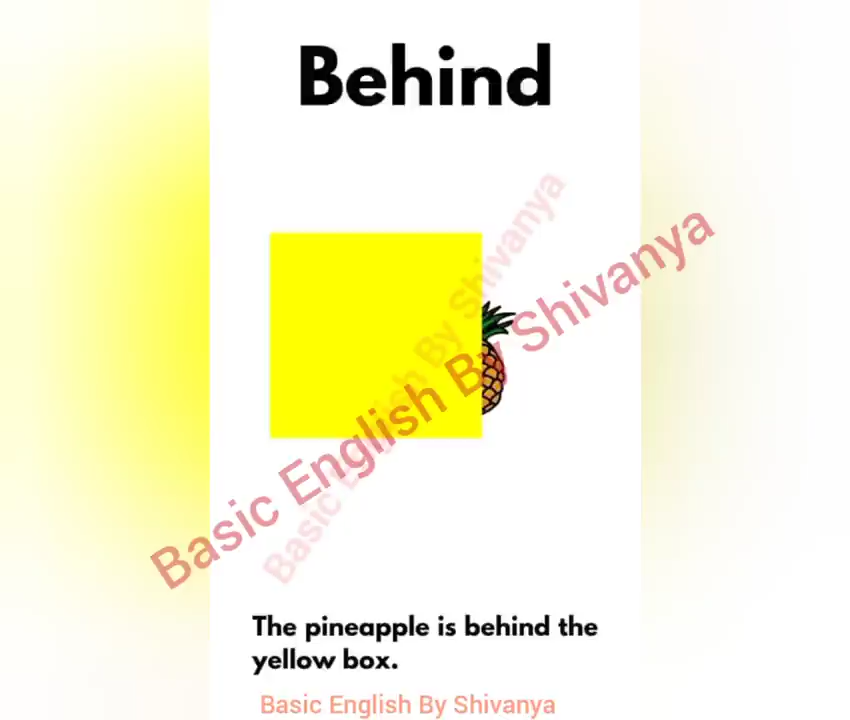 Behind
Basic English By Shivanya
Basic English By Shivanya
The pineapple is behind the
yellow box.
Basic English By Shivanya